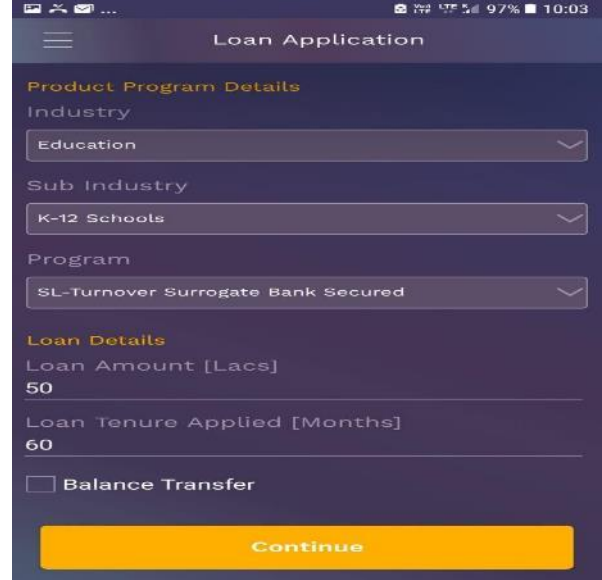 ... 97% 10:03
Loan Application
Product Program Details
Industry
Education
Sub Industry
K-12 Schools
Program
SL-Turnover Surrogate Bank Secured
Loan Details
Loan Amount [Lacs]
50
Loan Tenure Applied [Months]
60
Balance Transfer
Continue